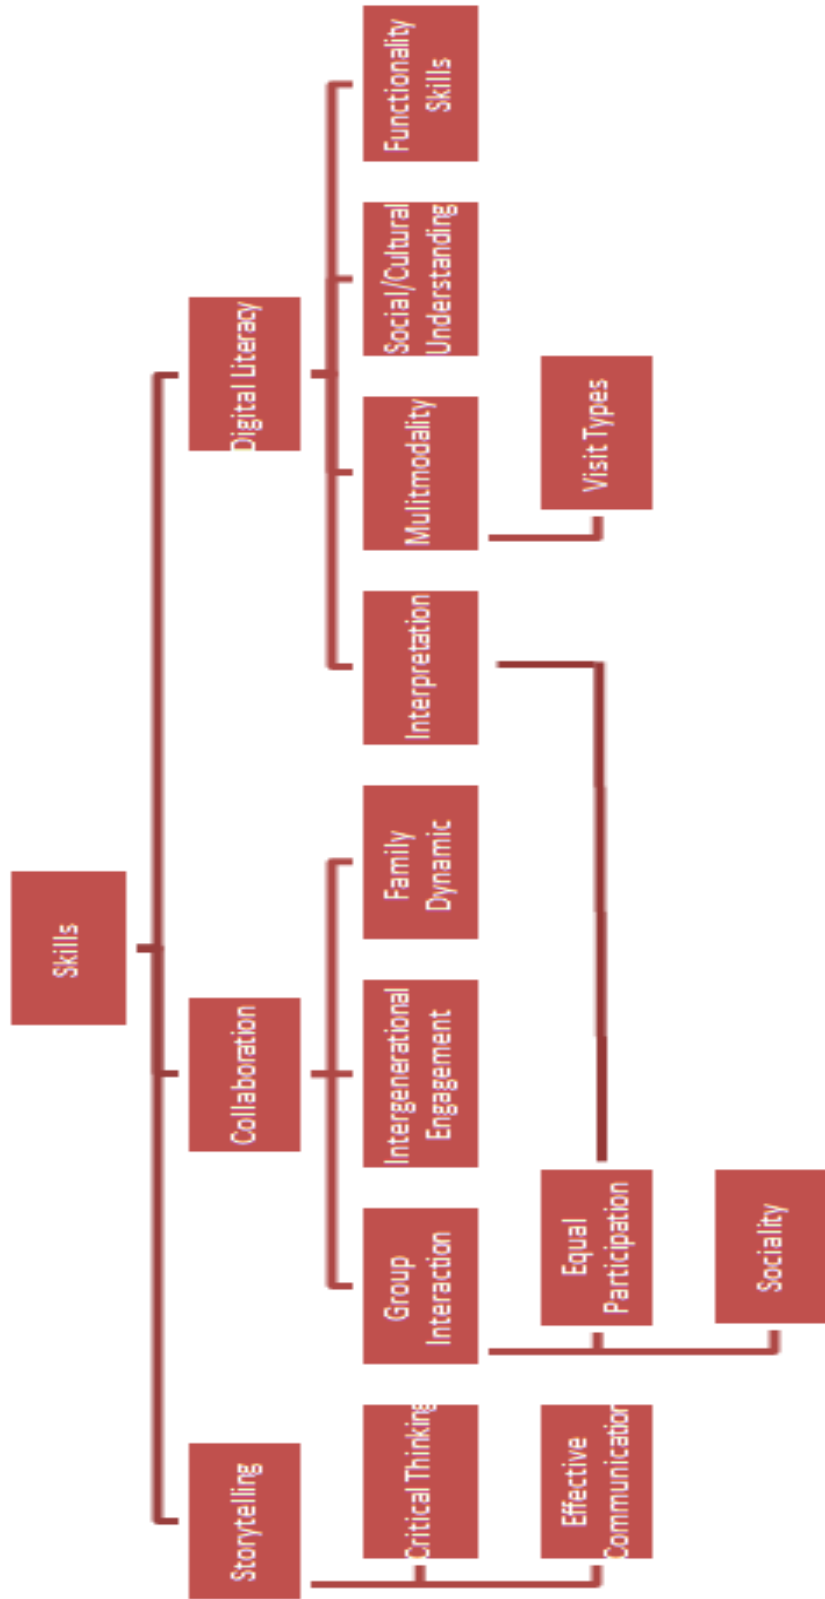 Skills
Storytelling
Collaboration
Digital Literacy
Critical Thinking
Group
Interaction
Intergenerational
Engagement
Family
Dynamic
Interpretation
Mulitmodality
Social/Cultural
Understanding
Functionality
Skills
Effective
Communication
Equal
Participation
Visit Types
Sociality